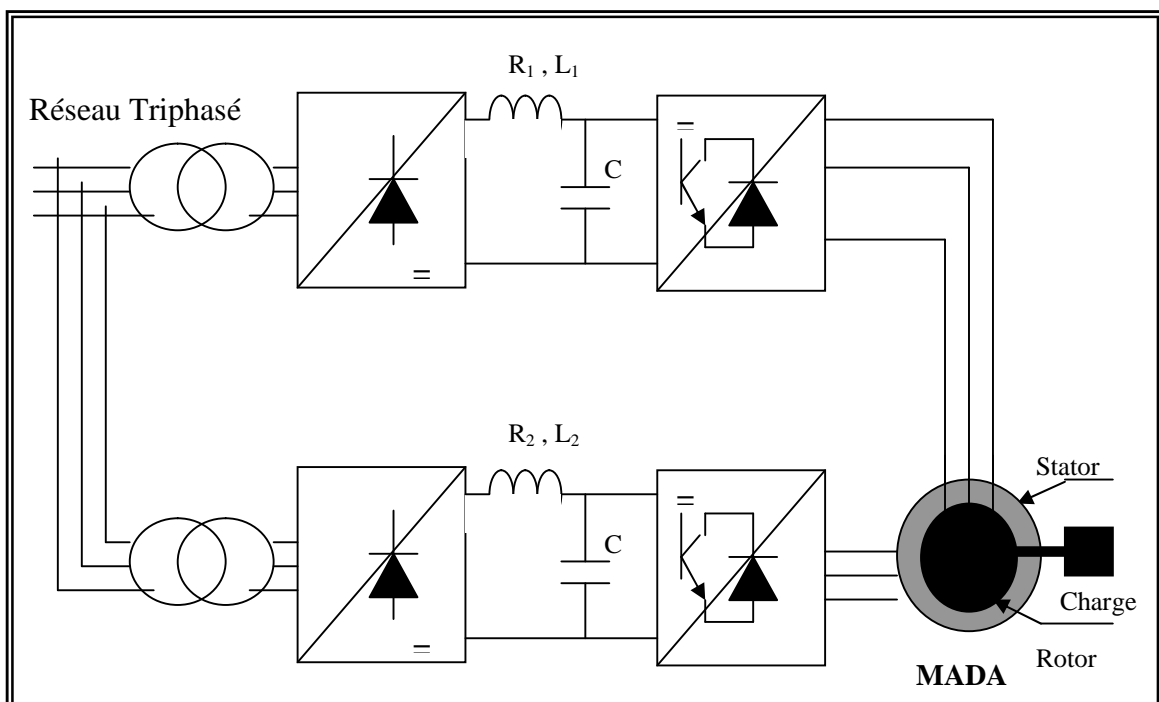 R₁ , L₁
Réseau Triphasé
C
R₂ , L₂
Stator
C
Charge
Rotor
MADA